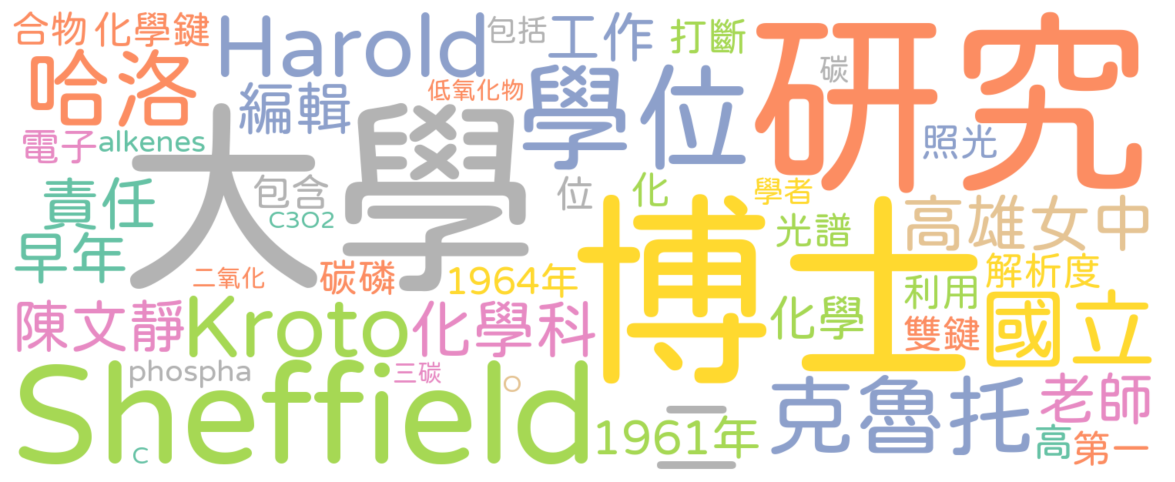 合物 化學鍵 Harold 包括 工作 打斷 研究
哈洛 編輯 低氧化物 學位 碳 照光
電子 alkenes 大學
責任 包含 C3O2 位 化 學者 高雄女中
早年 二氧化 碳磷 1964年 博士 光譜 解析度
陳文靜 Kroto 化學科 化學 利用 雙鍵 國立
Sheffield phospha 三碳 O C
1961年 二 克魯托 老師 高 第一